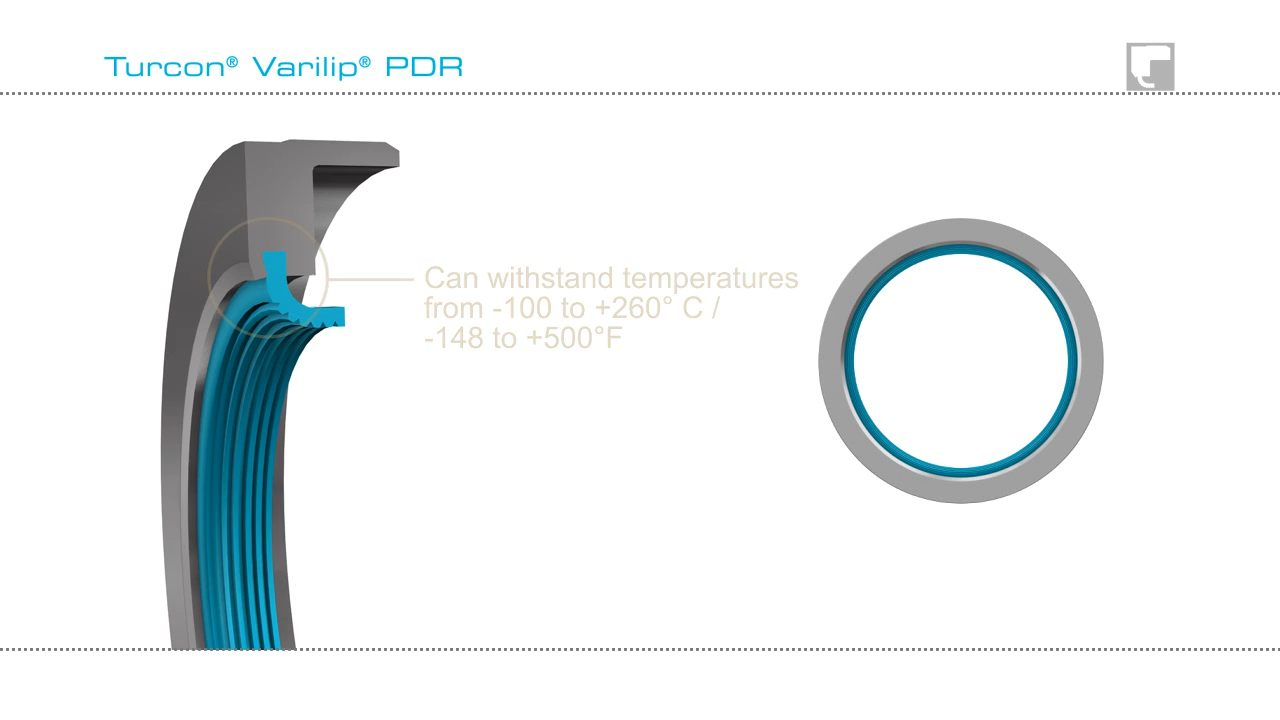 Turcon® Varilip® PDR
Can withstand temperatures
from -100 to +260° C /
-148 to +500°F